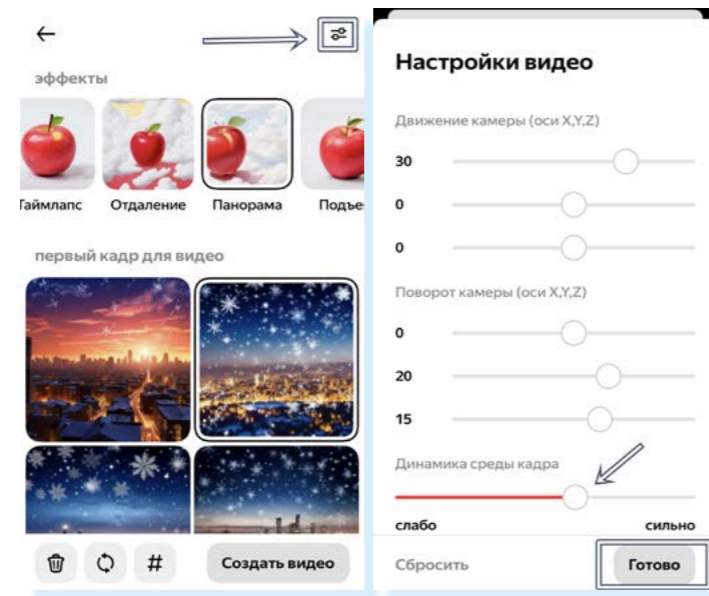 эффекты
Таймлапс Отдаление Панорама Подъе
первый кадр для видео
# Создать видео
Настройки видео
Движение камеры (оси X,Y,Z)
30
0
0
Поворот камеры (оси X,Y,Z)
0
20
15
Динамика среды кадра
слабо сильно
Сбросить Готово